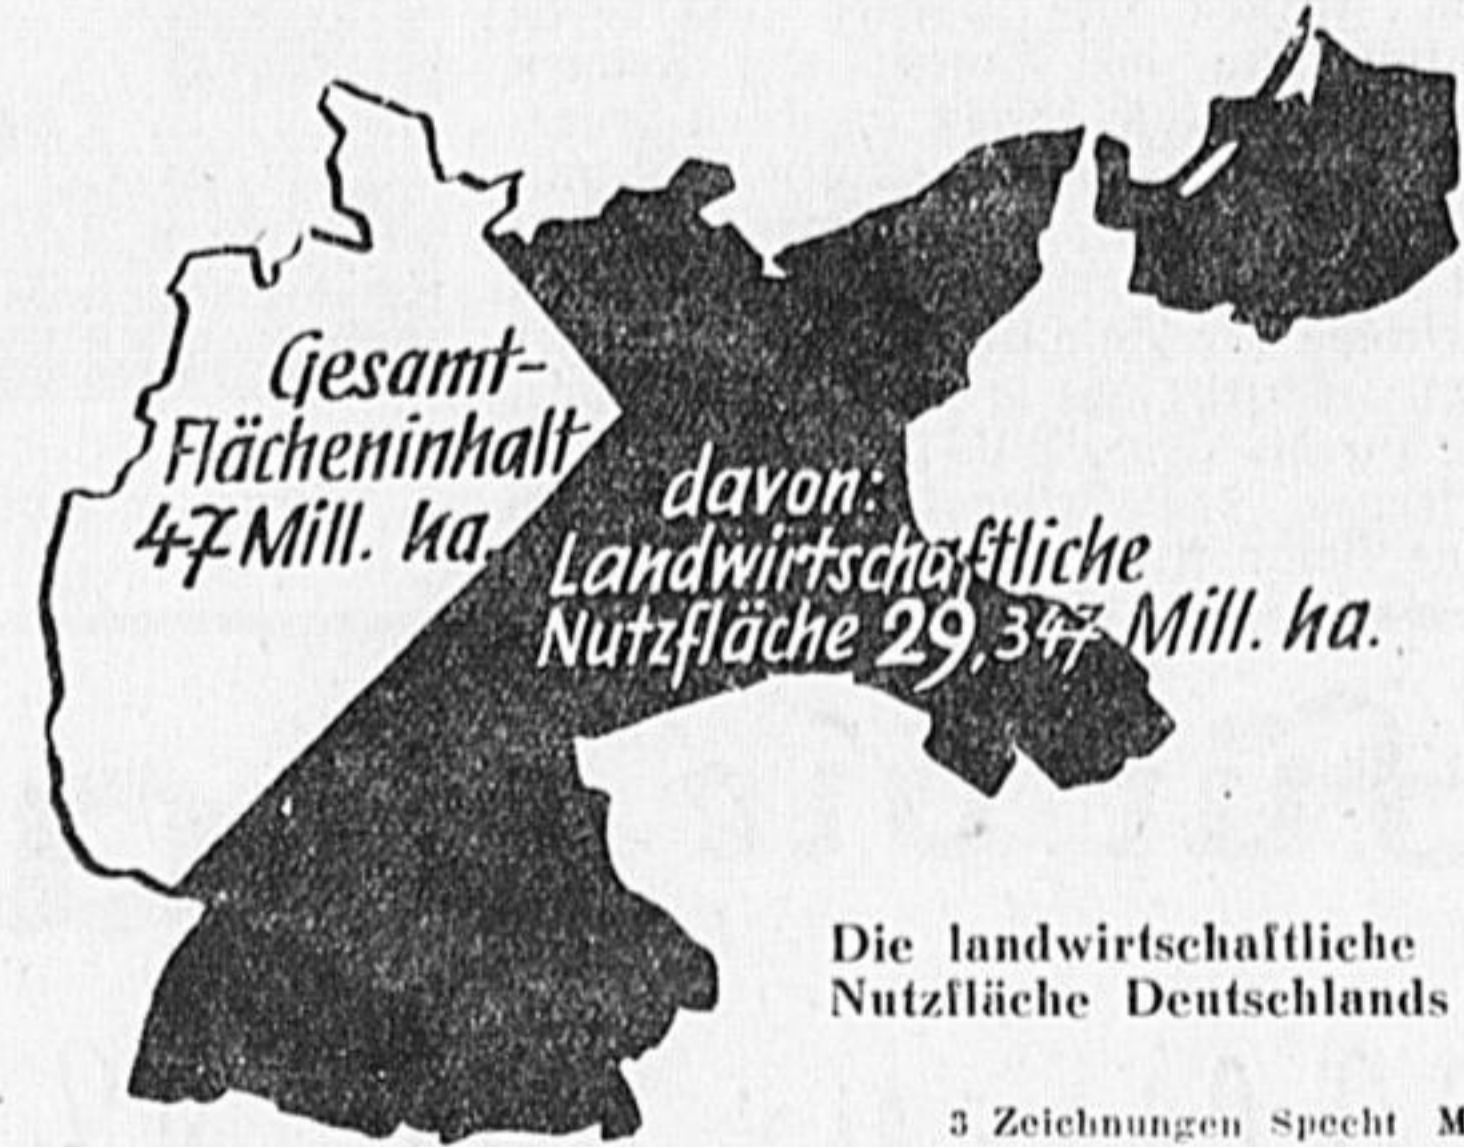 Gesamt-
Flächeninhalt
47 Mill. ha.
davon:
Landwirtschaftliche
Nutzfläche 29,347 Mill. ha.
Die landwirtschaftliche
Nutzfläche Deutschlands
3 Zeichnungen Specht M